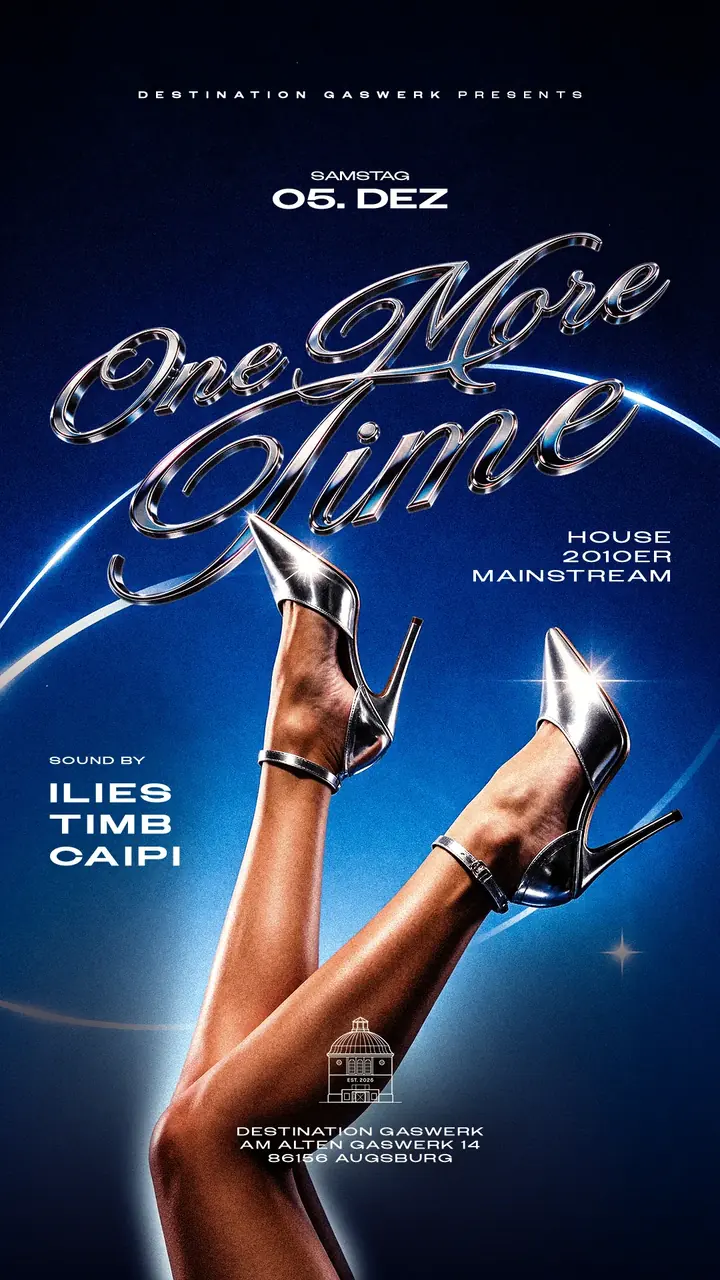 DESTINATION GASWERK PRESENTS
SAMSTAG
05. DEZ
One More
Time
HOUSE
2010ER
MAINSTREAM
SOUND BY
ILIES
TIMB
CAIPI
EST. 2026
DESTINATION GASWERK
AM ALTEN GASWERK 14
86156 AUGSBURG